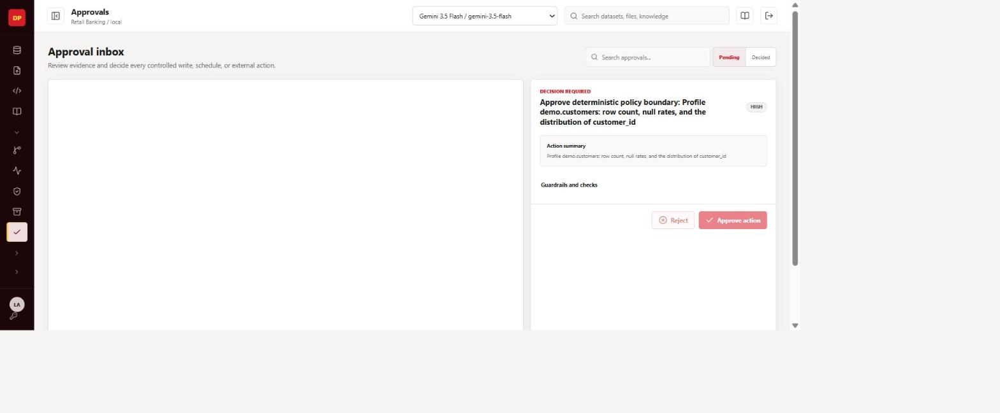 DP
Approvals
Retail Banking / local
Gemini 3.5 Flash / gemini-3.5-flash
Search datasets, files, knowledge
Approval inbox
Review evidence and decide every controlled write, schedule, or external action.
Search approvals...
Pending
Decided
DECISION REQUIRED
Approve deterministic policy boundary: Profile
demo.customers: row count, null rates, and the
distribution of customer_id
HIGH
Action summary
Profile demo.customers: row count, null rates, and the distribution of customer_id
Guardrails and checks
Reject
Approve action
LA